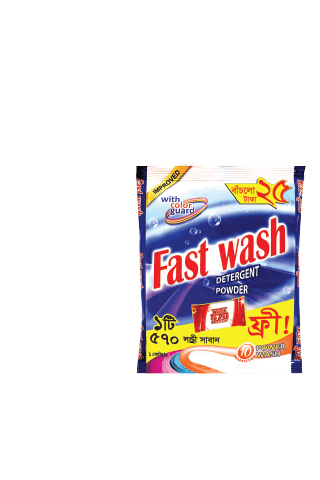 IMPROVED
বাঁচলো ২৫
টাকা
with
color
guard
Fast wash
DETERGENT
POWDER
১টি
৫৭০ লন্ড্রী সাবান
ফ্রী!
10 POWER
WASH